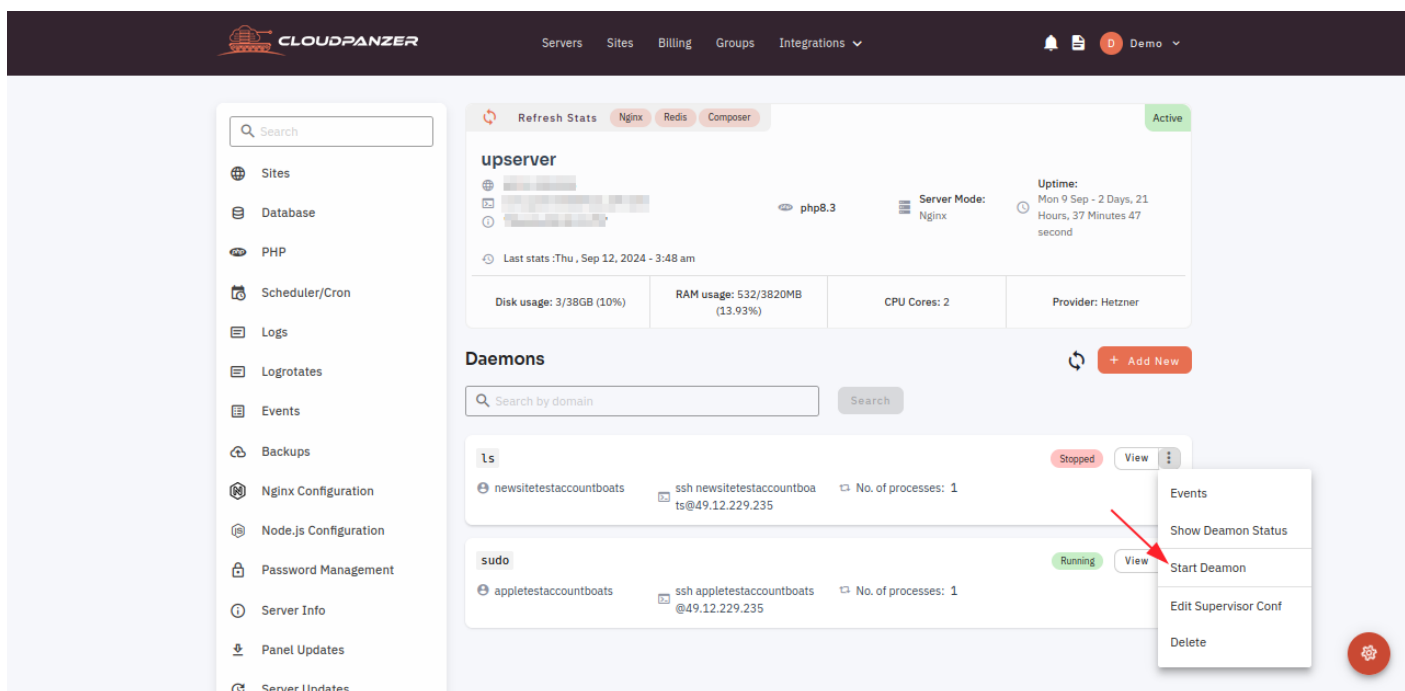 CLOUDPANZER
Servers Sites Billing Groups Integrations
D Demo
Search
Sites
Database
php PHP
Scheduler/Cron
Logs
Logrotates
Events
Backups
N Nginx Configuration
JS Node.js Configuration
Password Management
Server Info
Panel Updates
Server Updates
Refresh Stats Nginx Redis Composer
Active
upserver
php php8.3
Server Mode:
Nginx
Uptime:
Mon 9 Sep - 2 Days, 21
Hours, 37 Minutes 47
second
Last stats :Thu , Sep 12, 2024 - 3:48 am
Disk usage: 3/38GB (10%)
RAM usage: 532/3820MB
(13.93%)
CPU Cores: 2
Provider: Hetzner
Daemons
+ Add New
Search by domain
Search
ls
Stopped View
newsitetestaccountboats
ssh newsitetestaccountboa
ts@49.12.229.235
No. of processes: 1
sudo
Running View
appletestaccountboats
ssh appletestaccountboats
@49.12.229.235
No. of processes: 1
Events
Show Deamon Status
Start Deamon
Edit Supervisor Conf
Delete